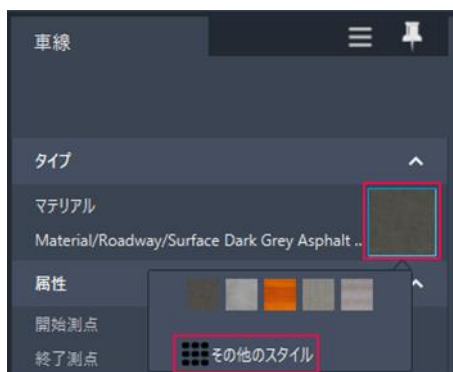 車線
タイプ
マテリアル
Material/Roadway/Surface Dark Grey Asphalt ..
属性
開始測点
その他のスタイル
終了測点